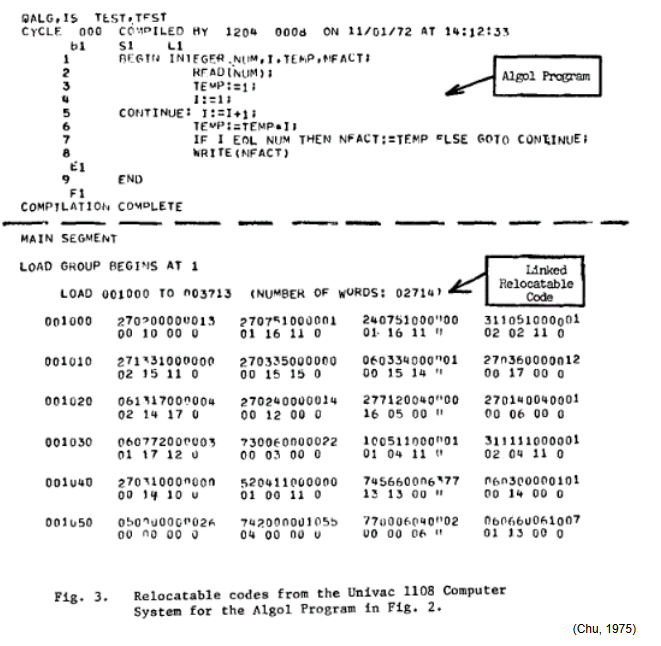 QALG,IS TEST,TEST
CYCLE 000 COMPILED BY 1204 0008 ON 11/01/72 AT 14:12:33
B1 S1 L1
1 BEGIN INTEGER NUM,I,TEMP,NFACT;
2 READ(NUM);
3 TEMP:=1;
4 I:=1;
5 CONTINUE: I:=I+1;
6 TEMP:=TEMP*I;
7 IF I EQL NUM THEN NFACT:=TEMP ELSE GOTO CONTINUE;
8 WRITE(NFACT)
E1
9 END
F1
COMPILATION COMPLETE
Algol Program
MAIN SEGMENT
LOAD GROUP BEGINS AT 1
LOAD 001000 TO 003713 (NUMBER OF WORDS: 02714)
Linked
Relocatable
Code
001000 270200000013 270751000001 240751000000 311051000001
00 10 00 0 01 16 11 0 01 16 11 0 02 02 11 0
001010 271331000000 270335000000 060334000001 270360000012
02 15 11 0 00 15 15 0 00 15 14 0 00 17 00 0
001020 061317000004 270240000014 277120040000 270140040001
02 14 17 0 00 12 00 0 16 05 00 0 00 06 00 0
001030 060772000003 730060000022 100511000001 311111000001
01 17 12 0 00 03 00 0 01 04 11 0 02 04 11 0
001040 270310000000 520411000000 745660006377 060300000101
00 14 10 0 01 00 11 0 13 13 00 0 00 14 00 0
001050 742000001055 770006040002 060660061007
00 00 00 0 04 00 00 0 00 00 06 0 01 13 00 0
Fig. 3. Relocatable codes from the Univac 1108 Computer
System for the Algol Program in Fig. 2.
(Chu, 1975)